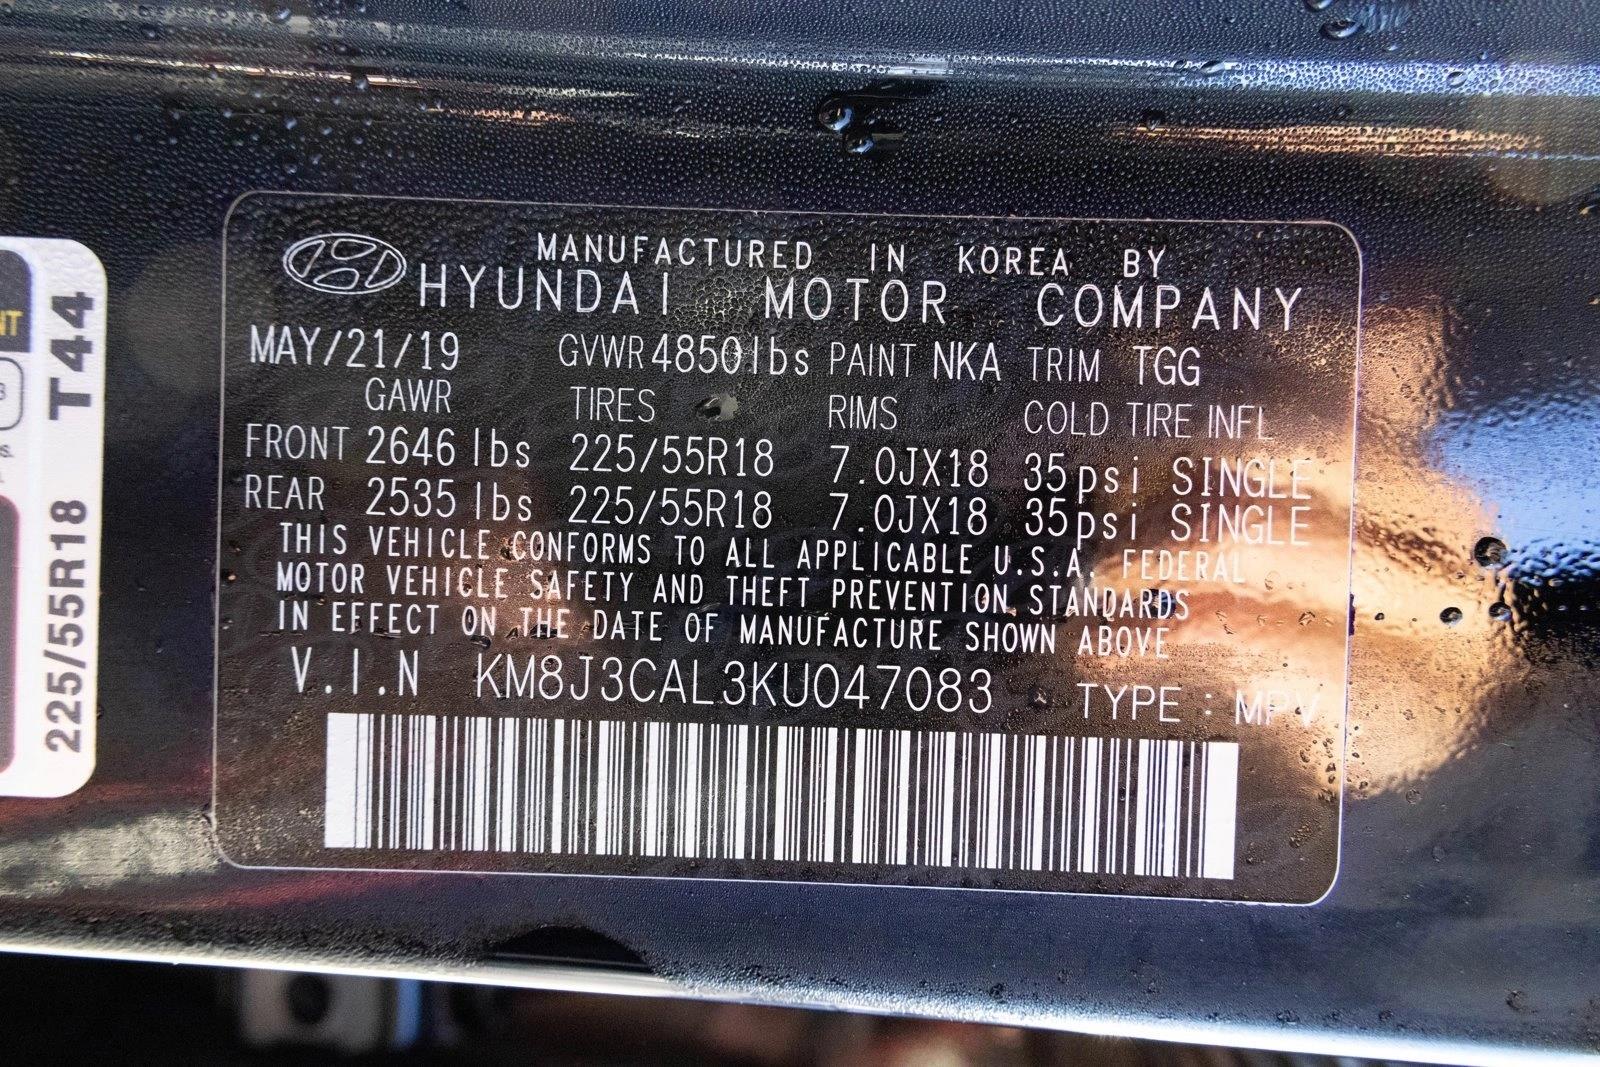 MANUFACTURED IN KOREA BY
HYUNDAI MOTOR COMPANY
MAY/21/19 GVWR 4850lbs PAINT NKA TRIM TGG
GAWR TIRES RIMS COLD TIRE INFL
FRONT 2646 lbs 225/55R18 7.0JX18 35psi SINGLE
REAR 2535 lbs 225/55R18 7.0JX18 35psi SINGLE
THIS VEHICLE CONFORMS TO ALL APPLICABLE U.S.A. FEDERAL
MOTOR VEHICLE SAFETY AND THEFT PREVENTION STANDARDS
IN EFFECT ON THE DATE OF MANUFACTURE SHOWN ABOVE
V.I.N KM8J3CAL3KU047083 TYPE : MPV
225/55R18 T44